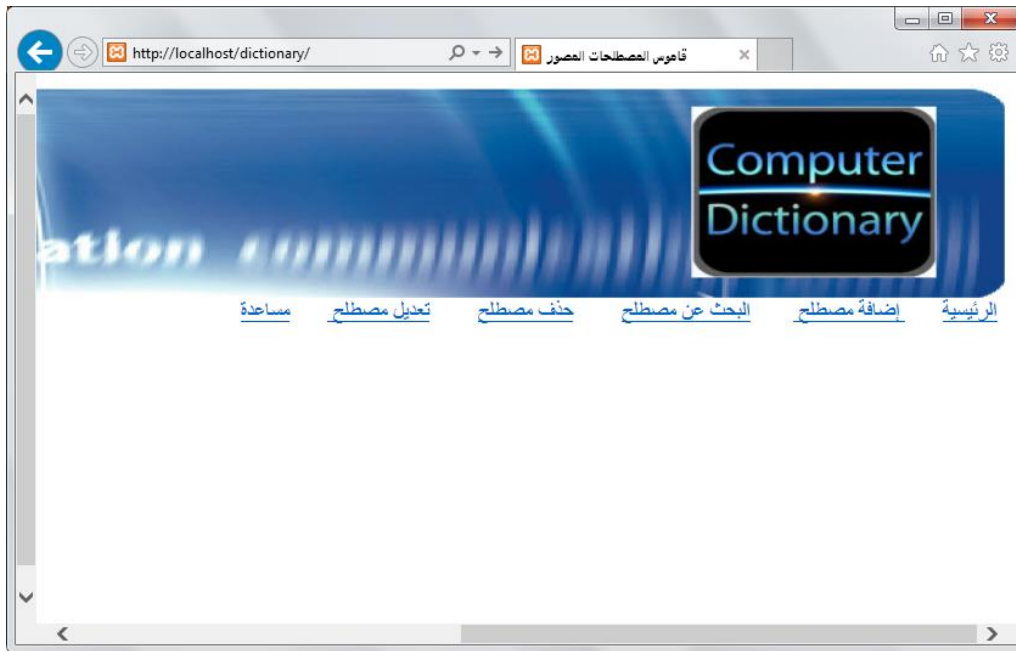 http://localhost/dictionary/
قاموس المصطلحات المصور
Computer
Dictionary
ation
الرئيسية إضافة مصطلح البحث عن مصطلح حذف مصطلح تعديل مصطلح مساعدة